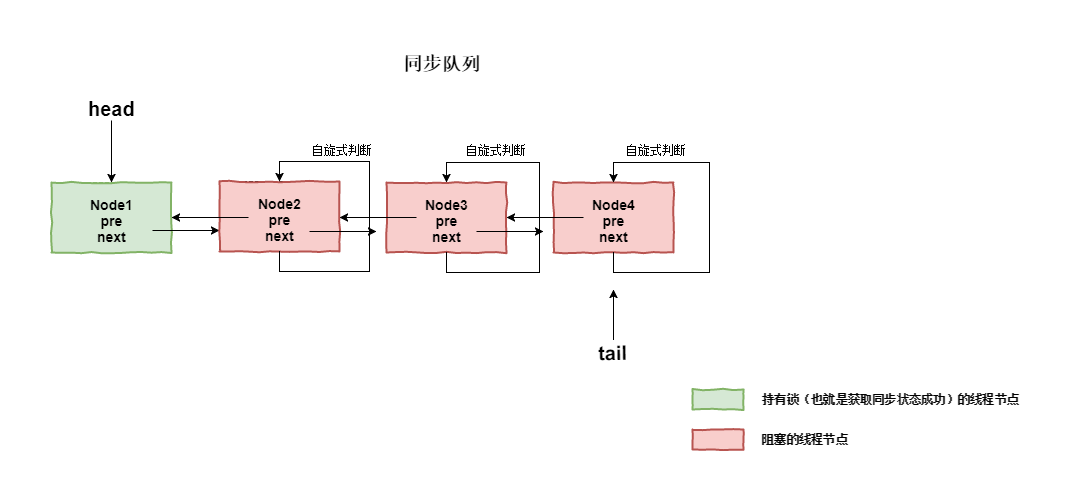 同步队列
head
自旋式判断
自旋式判断
自旋式判断
Node1
pre
next
Node2
pre
next
Node3
pre
next
Node4
pre
next
tail
持有锁（也就是获取同步状态成功）的线程节点
阻塞的线程节点